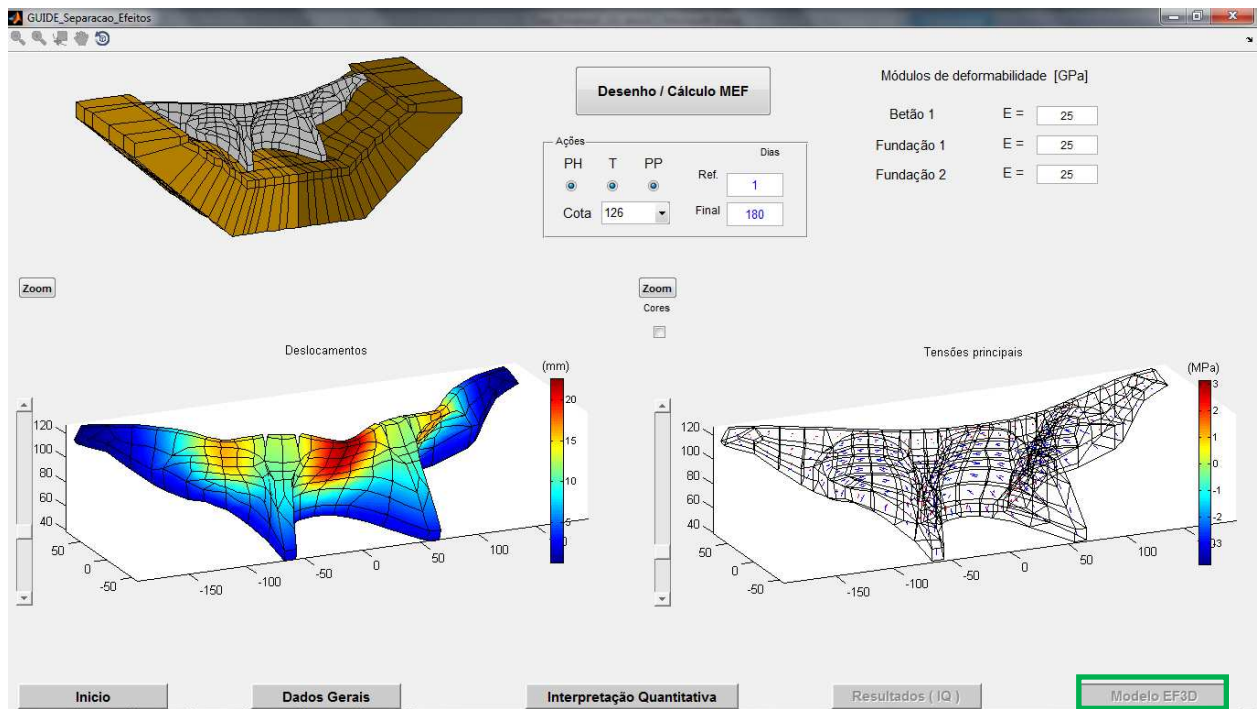 GUIDE_Separacao_Efeitos
Desenho / Cálculo MEF
Ações
PH T PP
Dias
Ref. 1
Cota 126
Final 180
Módulos de deformabilidade [GPa]
Betão 1 E = 25
Fundação 1 E = 25
Fundação 2 E = 25
Zoom
Zoom
Cores
Deslocamentos
(mm)
20
15
10
5
0
120
100
80
60
40
50
0
-50
-150
-100
-50
0
50
100
Tensões principais
(MPa)
3
2
1
0
-1
-2
-3
120
100
80
60
40
50
0
-50
-150
-100
-50
0
50
100
Inicio
Dados Gerais
Interpretação Quantitativa
Resultados ( IQ )
Modelo EF3D